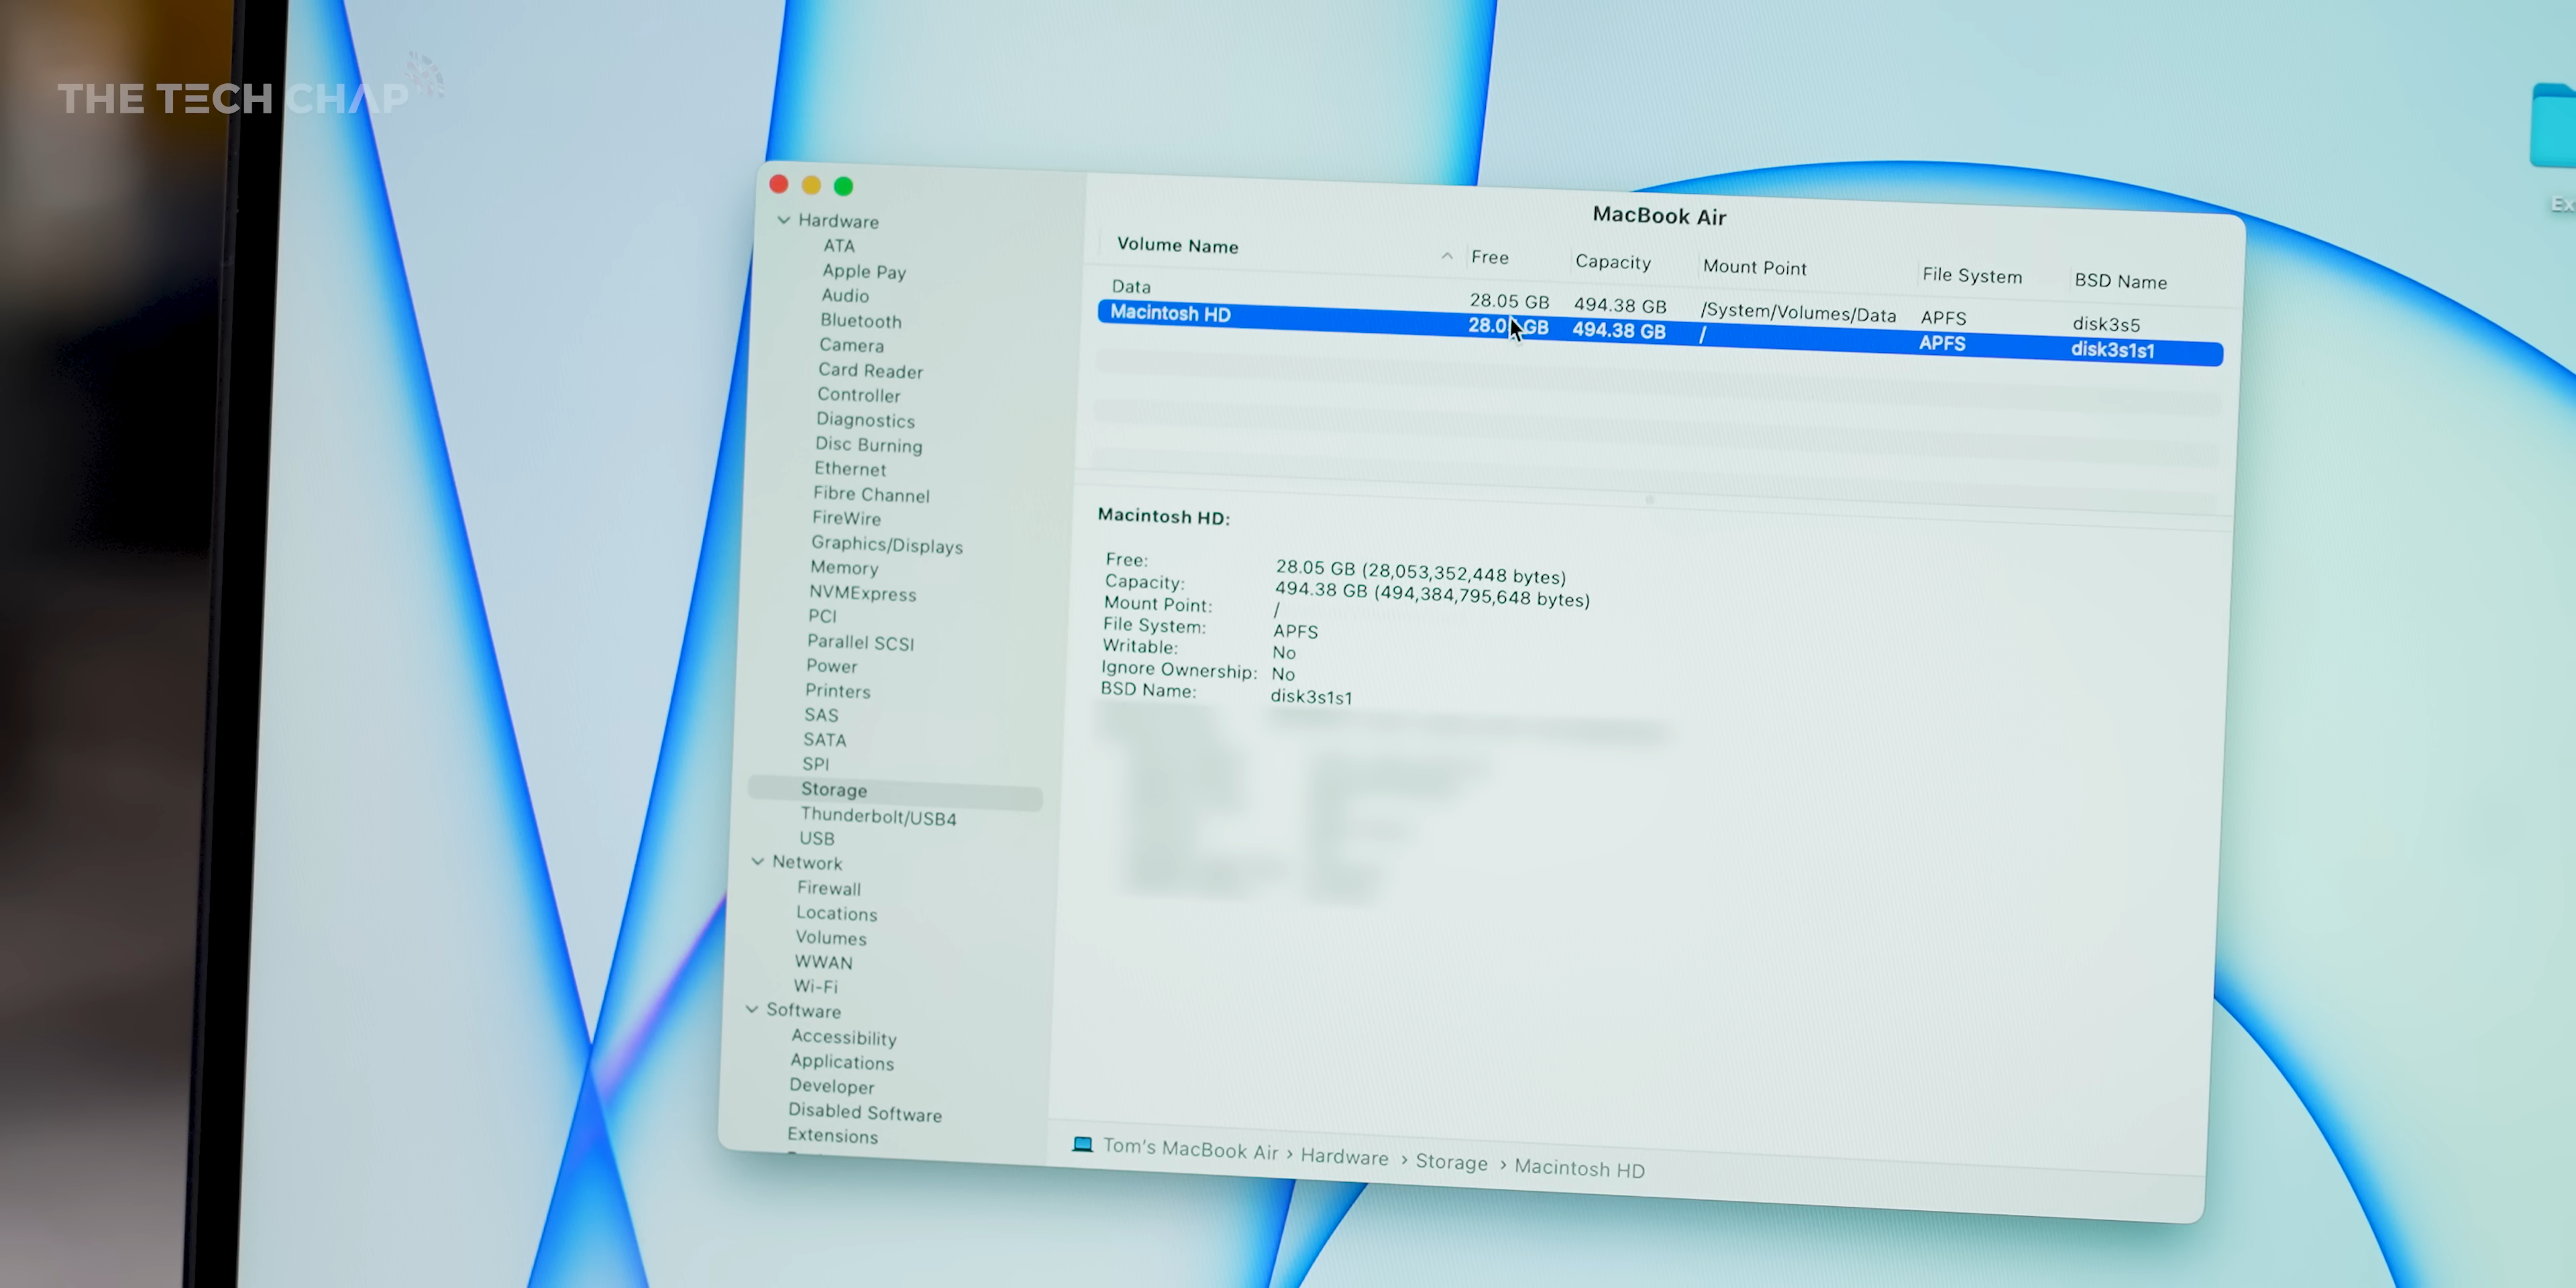 THE TECH CHAP
MacBook Air
Hardware
ATA
Apple Pay
Audio
Bluetooth
Camera
Card Reader
Controller
Diagnostics
Disc Burning
Ethernet
Fibre Channel
FireWire
Graphics/Displays
Memory
NVMExpress
PCI
Parallel SCSI
Power
Printers
SAS
SATA
SPI
Storage
Thunderbolt/USB4
USB
Network
Firewall
Locations
Volumes
WWAN
Wi-Fi
Software
Accessibility
Applications
Developer
Disabled Software
Extensions
Volume Name Free Capacity Mount Point File System BSD Name
Data 28.05 GB 494.38 GB /System/Volumes/Data APFS disk3s5
Macintosh HD GB 494.38 GB / APFS disk3s1s1
Macintosh HD:
Free: 28.05 GB (28,053,352,448 bytes)
Capacity: 494.38 GB (494,384,795,648 bytes)
Mount Point: /
File System: APFS
Writable: No
Ignore Ownership: No
BSD Name: disk3s1s1
Tom's MacBook Air › Hardware › Storage › Macintosh HD